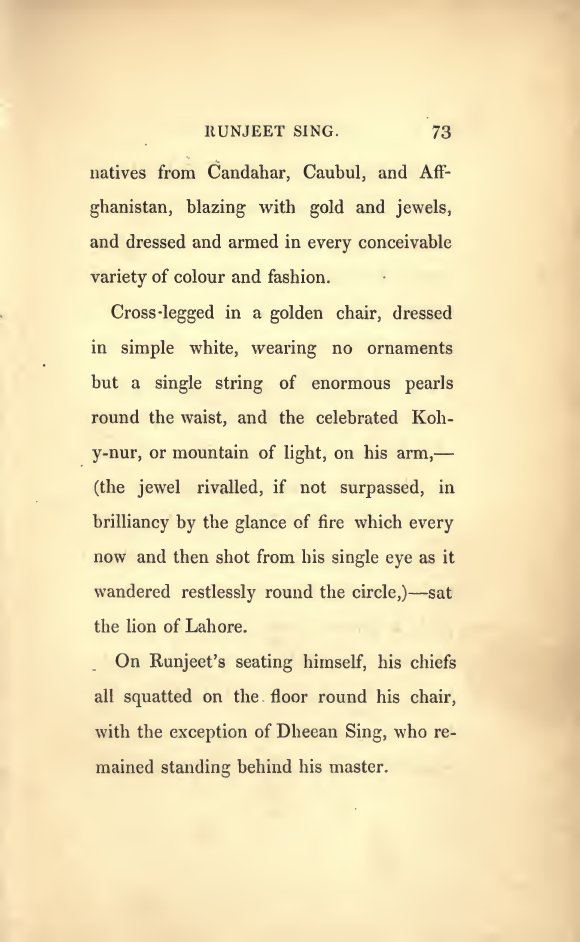 RUNJEET SING. 73
natives from Candahar, Caubul, and Aff-
ghanistan, blazing with gold and jewels,
and dressed and armed in every conceivable
variety of colour and fashion.
Cross-legged in a golden chair, dressed
in simple white, wearing no ornaments
but a single string of enormous pearls
round the waist, and the celebrated Koh-
y-nur, or mountain of light, on his arm,—
(the jewel rivalled, if not surpassed, in
brilliancy by the glance of fire which every
now and then shot from his single eye as it
wandered restlessly round the circle,)—sat
the lion of Lahore.
On Runjeet's seating himself, his chiefs
all squatted on the floor round his chair,
with the exception of Dheean Sing, who re-
mained standing behind his master.